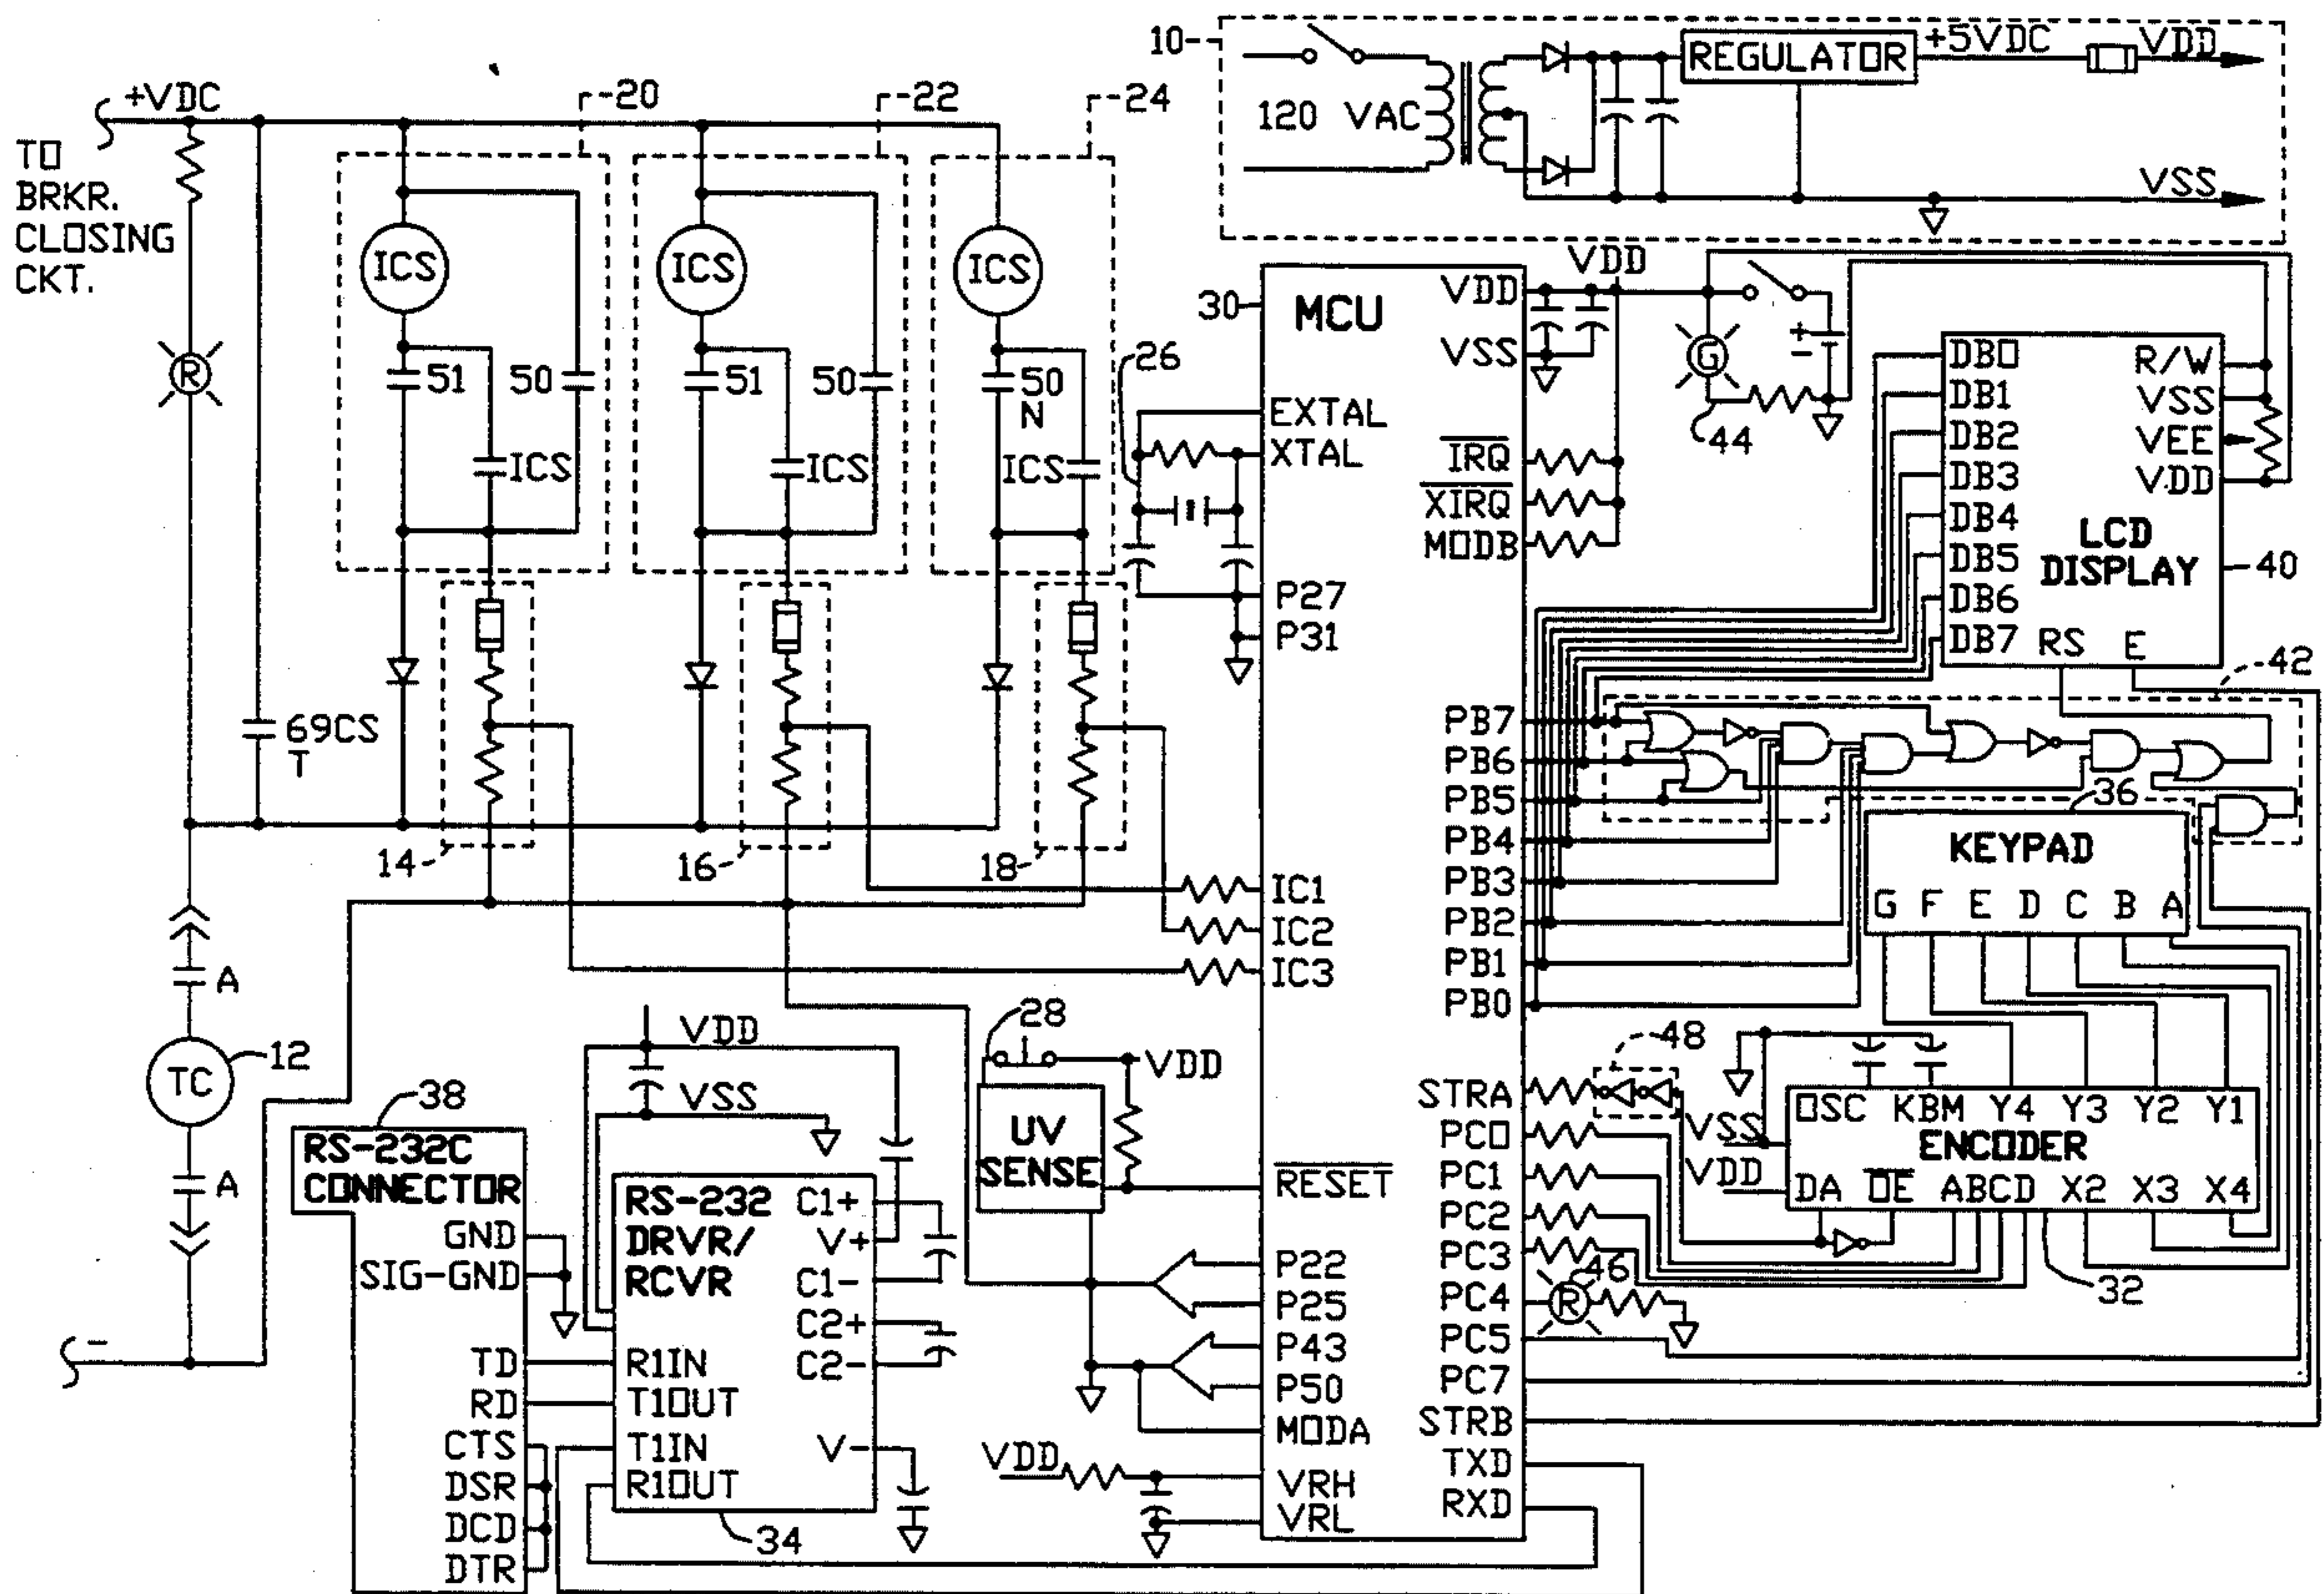 10
120 VAC
REGULATOR
+5VDC
VDD
VSS
+VDC
TO
BRKR.
CLOSING
CKT.
R
69CS
T
20
22
24
ICS
51
50
ICS
ICS
51
50
ICS
ICS
50
N
ICS
14
16
18
A
TC
12
A
-
26
30
MCU
EXTAL
XTAL
P27
P31
IC1
IC2
IC3
RESET
P22
P25
P43
P50
MODA
VRH
VRL
VDD
VSS
IRQ
XIRQ
MODB
PB7
PB6
PB5
PB4
PB3
PB2
PB1
PB0
STRA
PC0
PC1
PC2
PC3
PC4
PC5
PC7
STRB
TXD
RXD
VDD
G
44
+
-
DB0
DB1
DB2
DB3
DB4
DB5
DB6
DB7
R/W
VSS
VEE
VDD
LCD
DISPLAY
RS
E
40
42
36
KEYPAD
G F E D C B A
48
OSC KBM Y4 Y3 Y2 Y1
VSS
VDD
ENCODER
DA OE ABCD X2 X3 X4
32
46
R
28
VDD
UV
SENSE
VDD
38
RS-232C
CONNECTOR
GND
SIG-GND
TD
RD
CTS
DSR
DCD
DTR
VDD
VSS
RS-232
DRVR/
RCVR
C1+
V+
C1-
C2+
C2-
V-
R1IN
T1OUT
T1IN
R1OUT
34